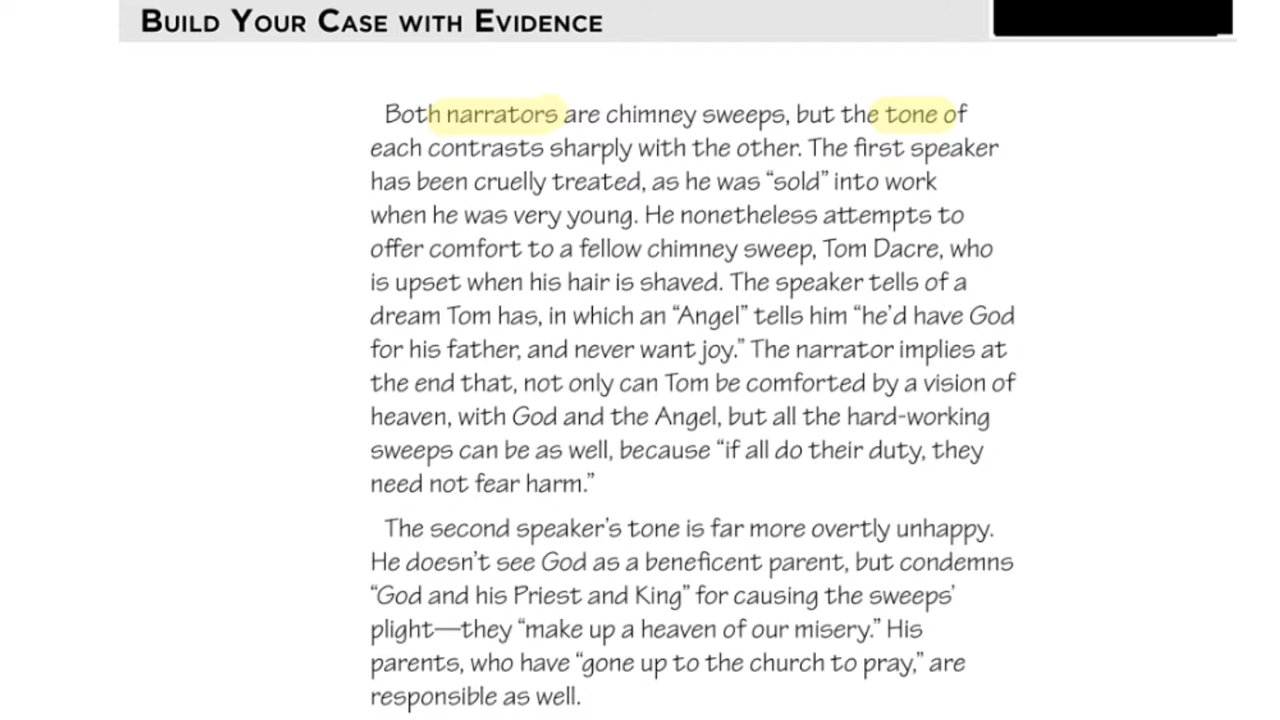 BUILD YOUR CASE WITH EVIDENCE
Both narrators are chimney sweeps, but the tone of
each contrasts sharply with the other. The first speaker
has been cruelly treated, as he was “sold” into work
when he was very young. He nonetheless attempts to
offer comfort to a fellow chimney sweep, Tom Dacre, who
is upset when his hair is shaved. The speaker tells of a
dream Tom has, in which an “Angel” tells him “he’d have God
for his father, and never want joy.” The narrator implies at
the end that, not only can Tom be comforted by a vision of
heaven, with God and the Angel, but all the hard-working
sweeps can be as well, because “if all do their duty, they
need not fear harm.”
The second speaker’s tone is far more overtly unhappy.
He doesn’t see God as a beneficent parent, but condemns
“God and his Priest and King” for causing the sweeps’
plight—they “make up a heaven of our misery.” His
parents, who have “gone up to the church to pray,” are
responsible as well.